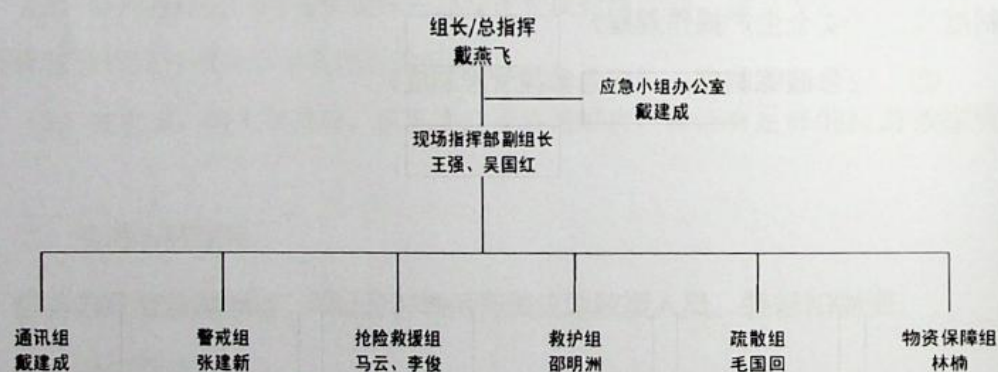 组长/总指挥
戴燕飞
应急小组办公室
戴建成
现场指挥部副组长
王强、吴国红
通讯组
戴建成
警戒组
张建新
抢险救援组
马云、李俊
救护组
邵明洲
疏散组
毛国回
物资保障组
林楠